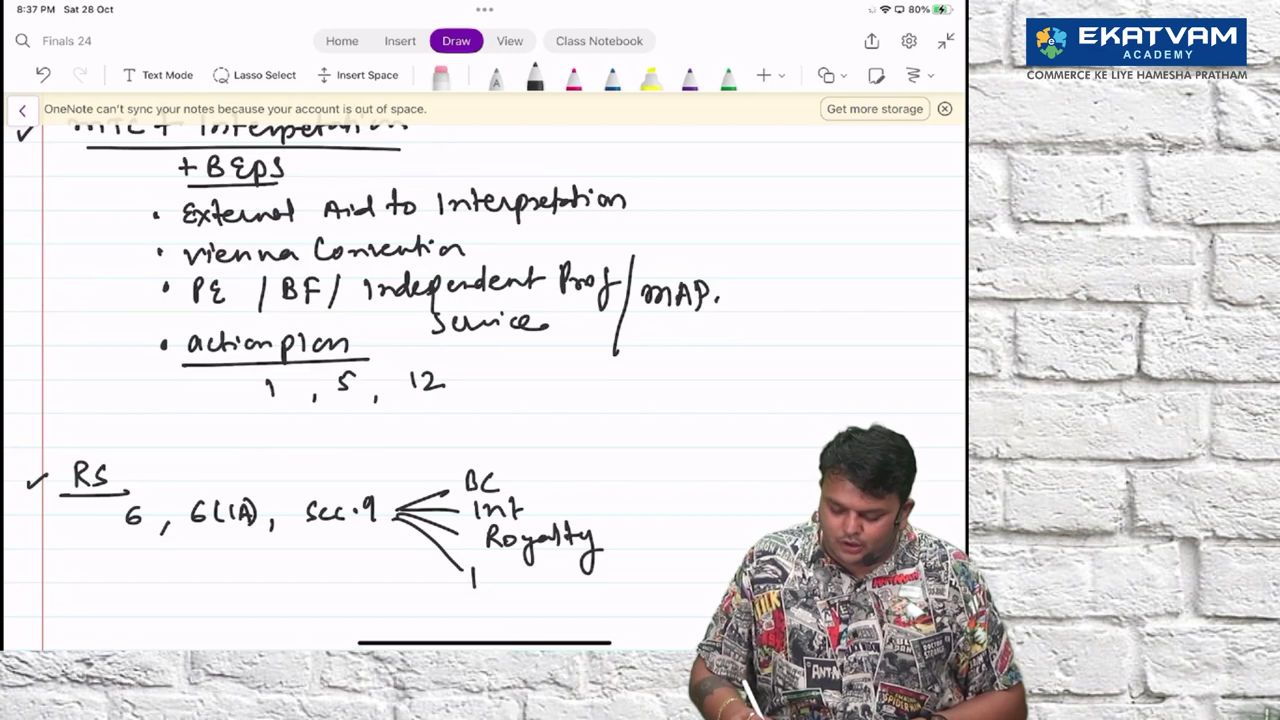 8:37 PM Sat 28 Oct
80%
Finals 24
Home Insert Draw View Class Notebook
Text Mode Lasso Select Insert Space
OneNote can't sync your notes because your account is out of space. Get more storage
+ Interpretation
+ BEPS
• External Aid to Interpretation
• Vienna Convention
• PE / BF / Independent Prof Service / MAP.
• action plan
1, 5, 12
RS
6, 6(1A), Sec. 9
BC
Int
Royalty
EKATVAM
ACADEMY
COMMERCE KE LIYE HAMESHA PRATHAM